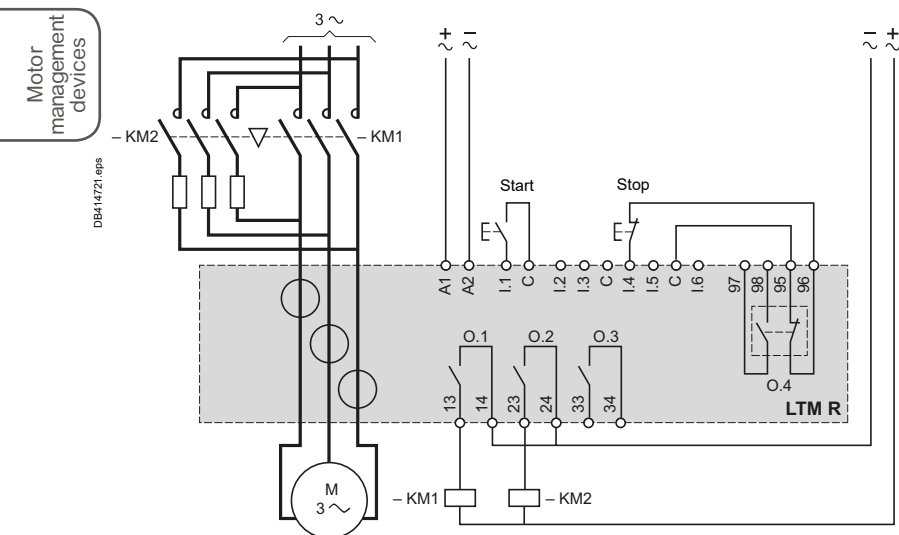 Motor
management
devices
3 ∼
+ −
∼ ∼
− +
∼ ∼
– KM2
– KM1
DB414721.eps
Start
Stop
A1 A2 I.1 C I.2 I.3 C I.4 I.5 C I.6 97 98 95 96
O.1 O.2 O.3
O.4
13 14 23 24 33 34
LTM R
M
3 ∼
– KM1
– KM2